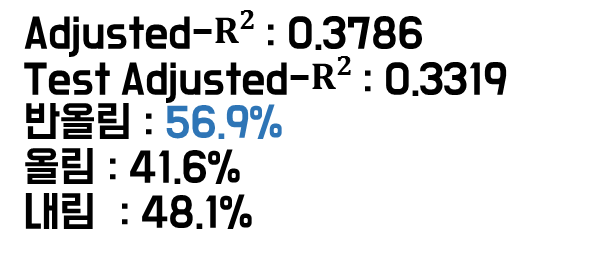 Adjusted-R² : 0.3786
Test Adjusted-R² : 0.3319
반올림 : 56.9%
올림 : 41.6%
내림 : 48.1%